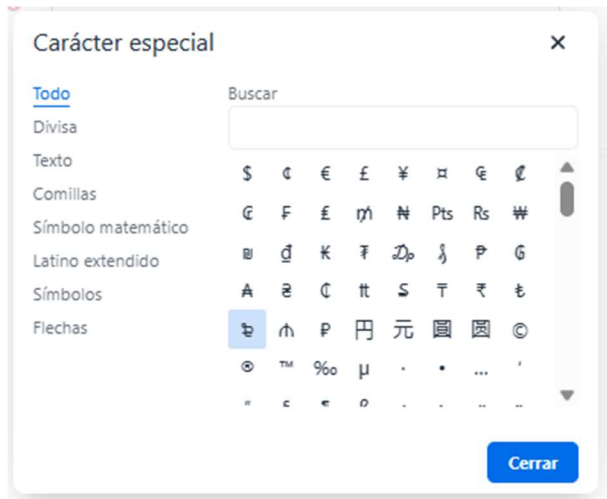 Carácter especial
Todo
Divisa
Texto
Comillas
Símbolo matemático
Latino extendido
Símbolos
Flechas
Buscar
$ ¢ € £ ¥ ¤ ₠ ₡
₢ ₣ ₤ ₥ ₦ Pts Rs ₩
₪ ₫ ₭ ₮ ₯ ₰ ₱ ₲
₳ ₴ ₵ ₶ ₷ ₸ ₹ ₺
₻ ₼ ₽ 円 元 圓 圎 ©
® ™ ‰ µ · • … ′
Cerrar